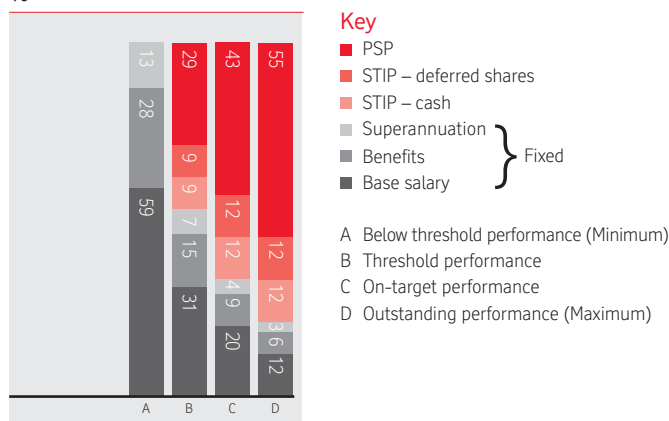 13
28
59
29
9
9
7
15
31
43
12
12
4
9
20
55
12
12
3
6
12
A B C D
Key
PSP
STIP – deferred shares
STIP – cash
Superannuation
Benefits
Base salary
Fixed
A Below threshold performance (Minimum)
B Threshold performance
C On-target performance
D Outstanding performance (Maximum)